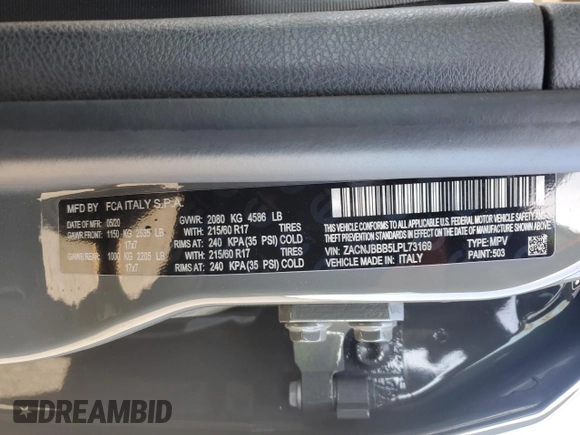 MFD BY FCA ITALY S.P.A.
DATE OF MFR 05/20 GVWR: 2080 KG 4586 LB
GAWR FRONT: 1150 KG 2535 LB WITH: 215/60 R17 TIRES
17x7 RIMS AT: 240 KPA(35 PSI) COLD
GAWR REAR: 1000 KG 2205 LB WITH: 215/60 R17 TIRES
17x7 RIMS AT: 240 KPA(35 PSI) COLD
THIS VEHICLE CONFORMS TO ALL APPLICABLE
FEDERAL MOTOR VEHICLE SAFETY, BUMPER AND
THEFT PREVENTION STANDARDS IN EFFECT ON THE DATE
OF MANUFACTURE SHOWN ABOVE.
VIN: ZACNJBBB5LPL73169 TYPE: MPV
VEHICLE MADE IN: ITALY PAINT:503
DREAMBID